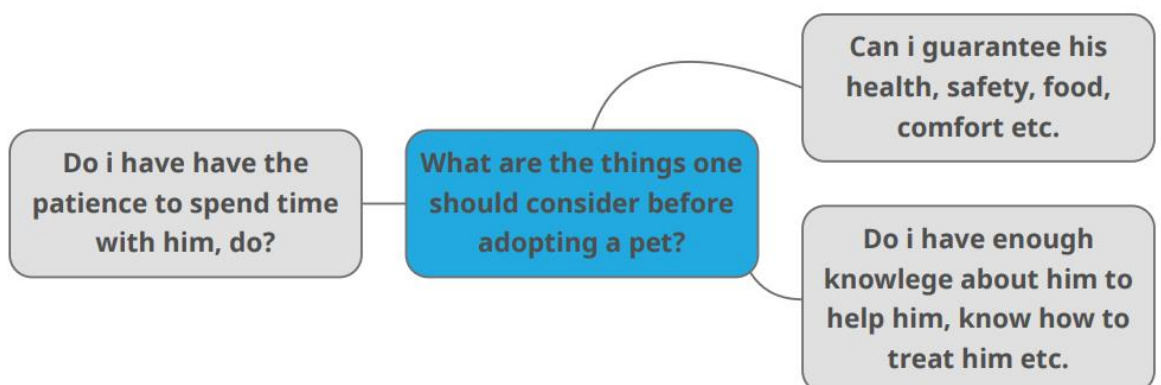 What are the things one
should consider before
adopting a pet?
Can i guarantee his
health, safety, food,
comfort etc.
Do i have enough
knowlege about him to
help him, know how to
treat him etc.
Do i have have the
patience to spend time
with him, do?